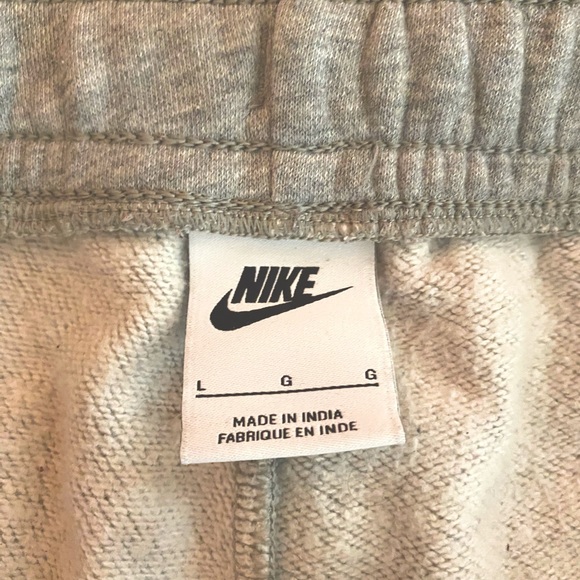 NIKE
L G G
MADE IN INDIA
FABRIQUE EN INDE